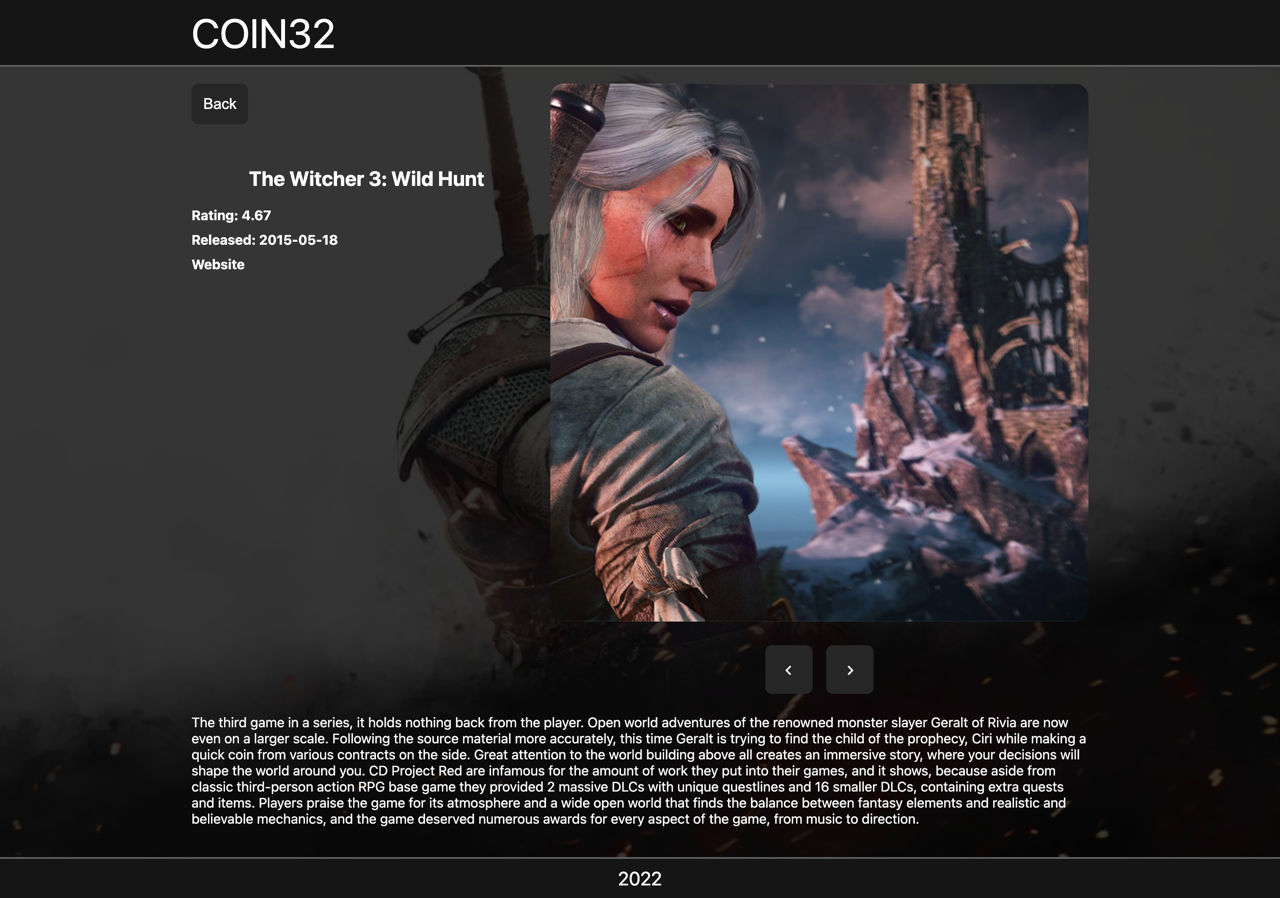 COIN32
Back
The Witcher 3: Wild Hunt
Rating: 4.67
Released: 2015-05-18
Website
The third game in a series, it holds nothing back from the player. Open world adventures of the renowned monster slayer Geralt of Rivia are now
even on a larger scale. Following the source material more accurately, this time Geralt is trying to find the child of the prophecy, Ciri while making a
quick coin from various contracts on the side. Great attention to the world building above all creates an immersive story, where your decisions will
shape the world around you. CD Project Red are infamous for the amount of work they put into their games, and it shows, because aside from
classic third-person action RPG base game they provided 2 massive DLCs with unique questlines and 16 smaller DLCs, containing extra quests
and items. Players praise the game for its atmosphere and a wide open world that finds the balance between fantasy elements and realistic and
believable mechanics, and the game deserved numerous awards for every aspect of the game, from music to direction.
2022